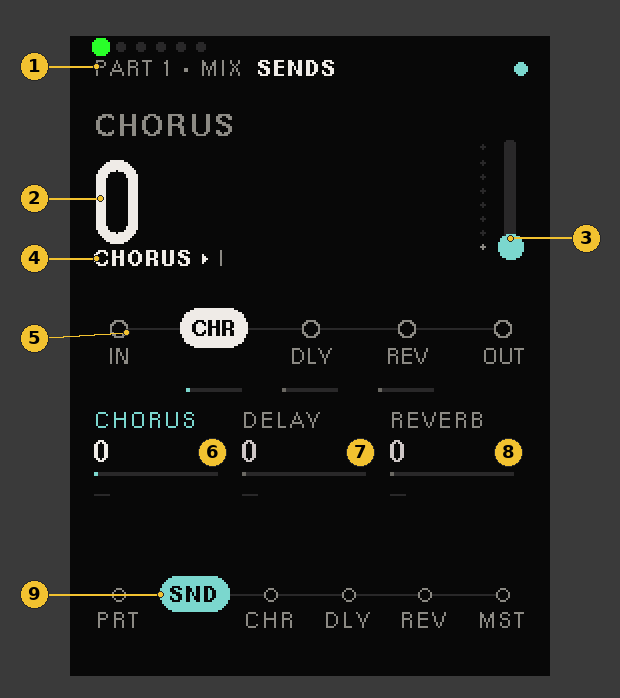 1 PART 1 · MIX SENDS
CHORUS
2 0
3
4 CHORUS ▸ |
5 CHR
IN DLY REV OUT
CHORUS DELAY REVERB
0 6 0 7 0 8
9 SND
PRT CHR DLY REV MST